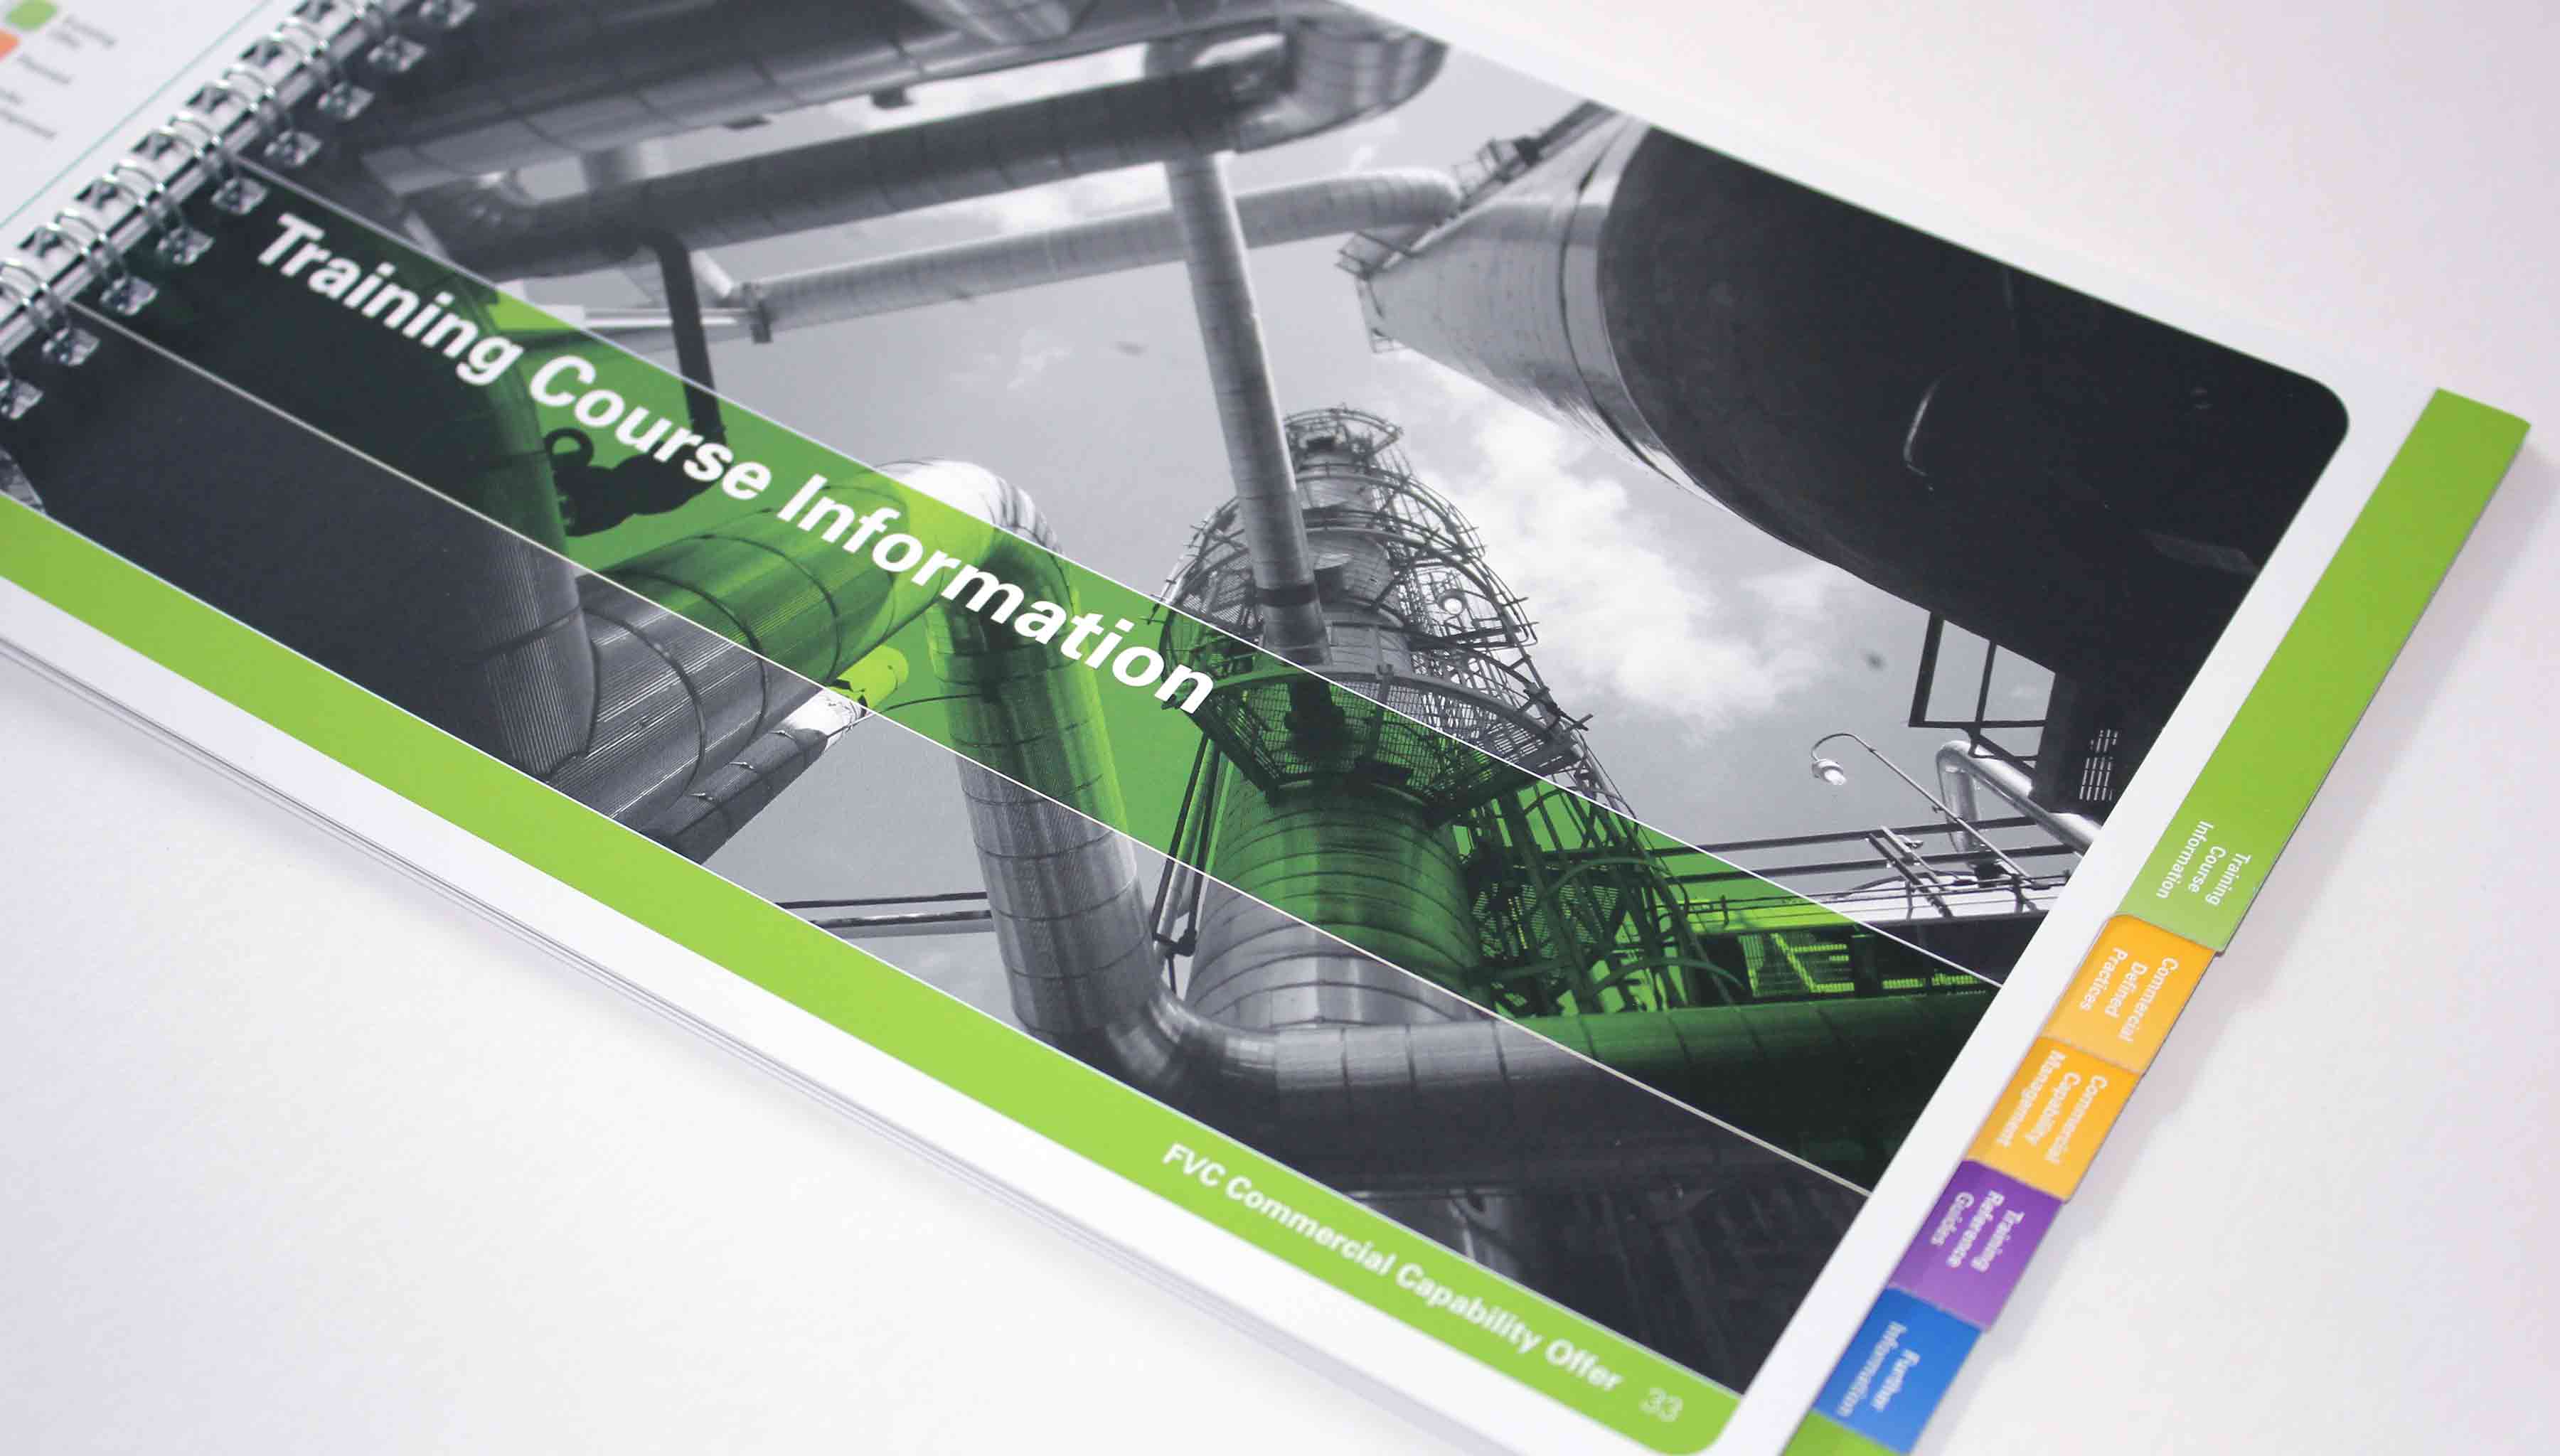 Training Course Information
FVC Commercial Capability Offer 33
Training
Course
Information
Commercial
Defined
Practices
Commercial
Capability
Management
Training
Reference
Guides
Further
Information